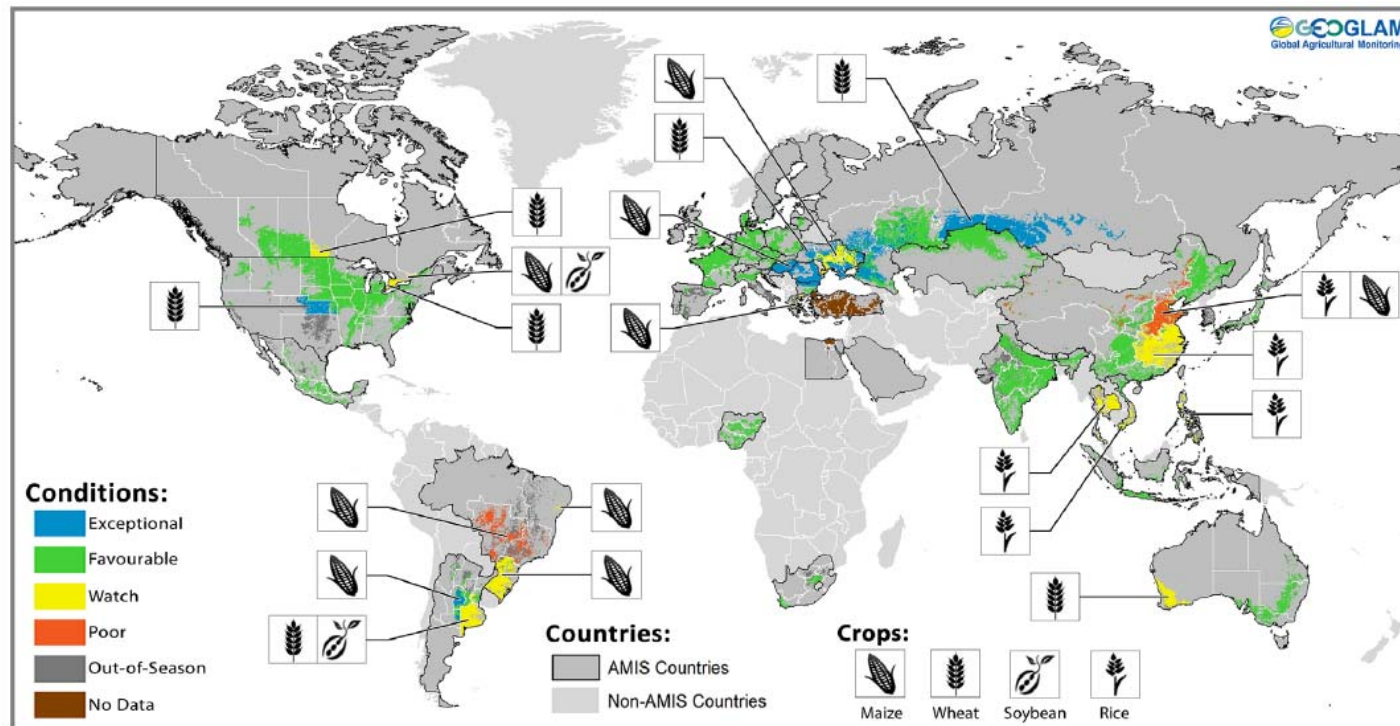 GEOGLAM
Global Agricultural Monitoring
Conditions:
Exceptional
Favourable
Watch
Poor
Out-of-Season
No Data
Countries:
AMIS Countries
Non-AMIS Countries
Crops:
Maize
Wheat
Soybean
Rice